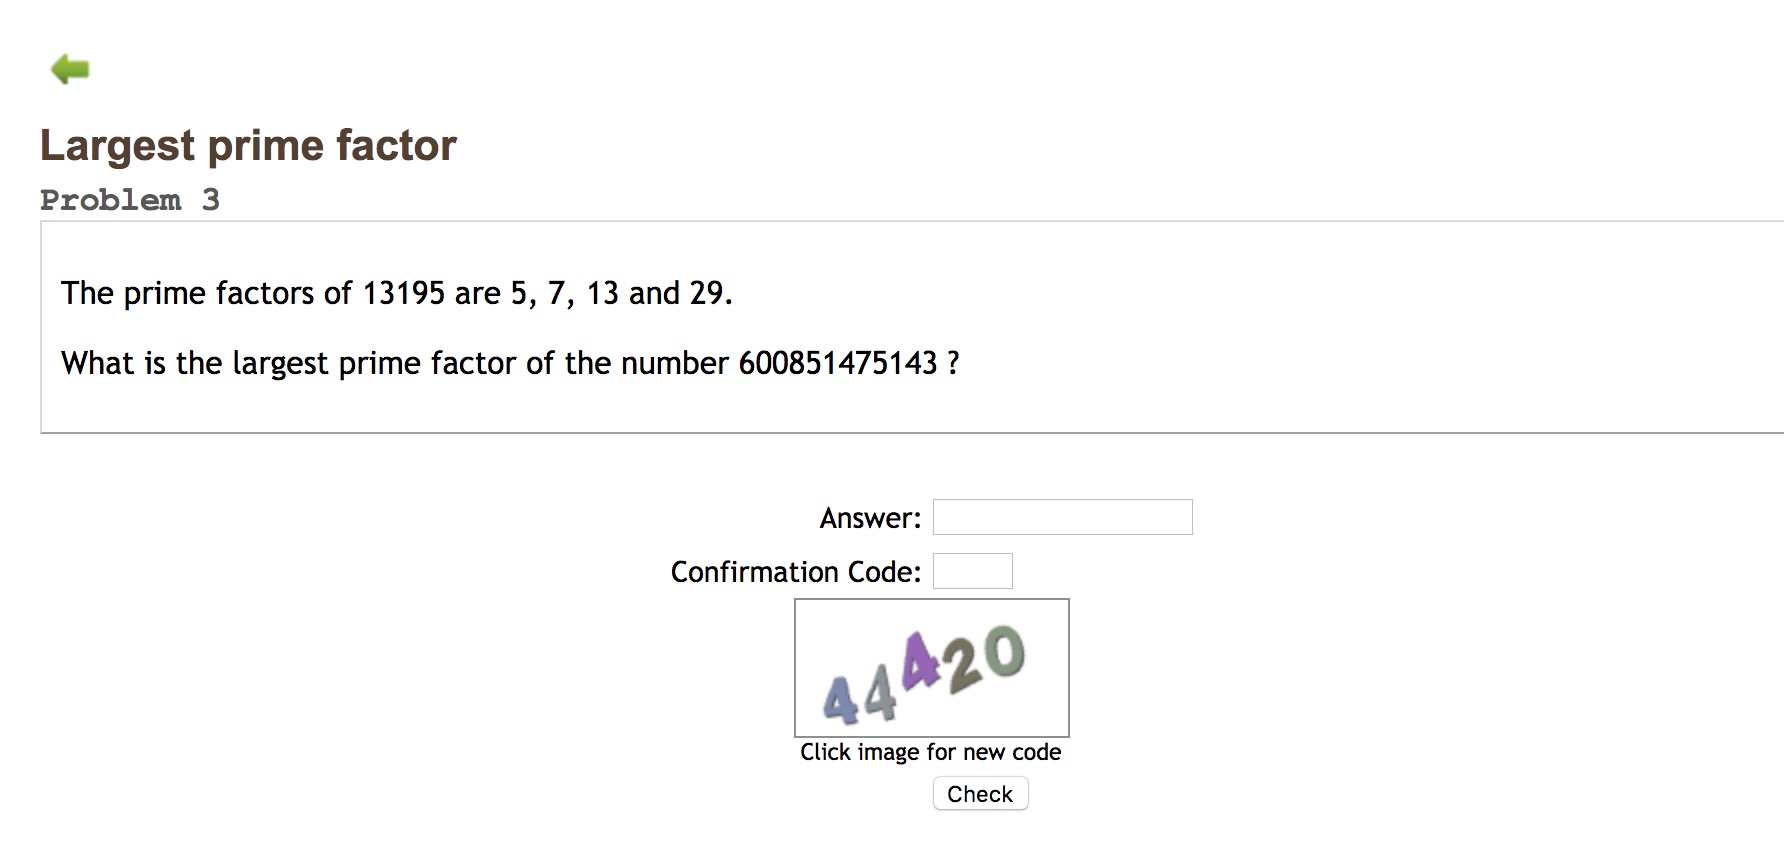 Largest prime factor
Problem 3
The prime factors of 13195 are 5, 7, 13 and 29.
What is the largest prime factor of the number 600851475143 ?
Answer:
Confirmation Code:
44420
Click image for new code
Check